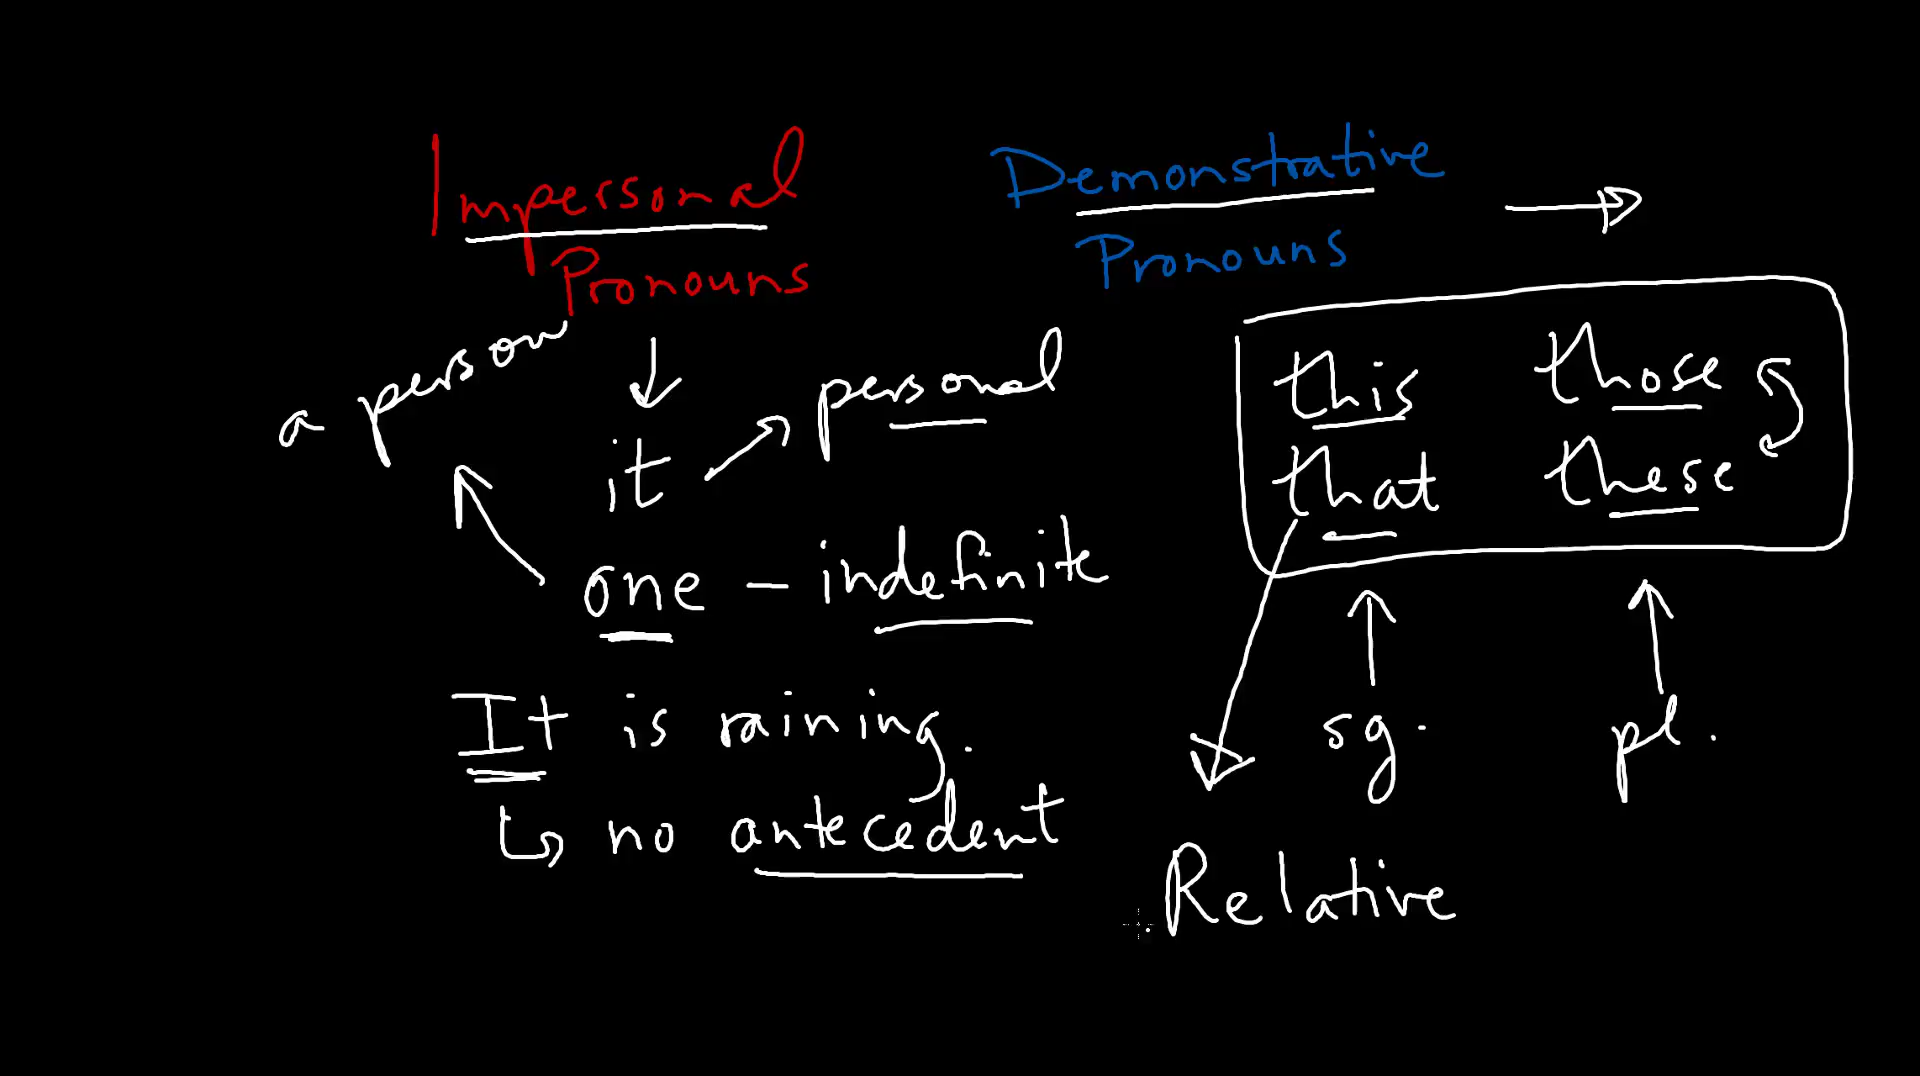 Impersonal
Pronouns
a person
it
personal
one - indefinite
It is raining.
no antecedent
Demonstrative
Pronouns
this those
that these
sg. pl.
Relative